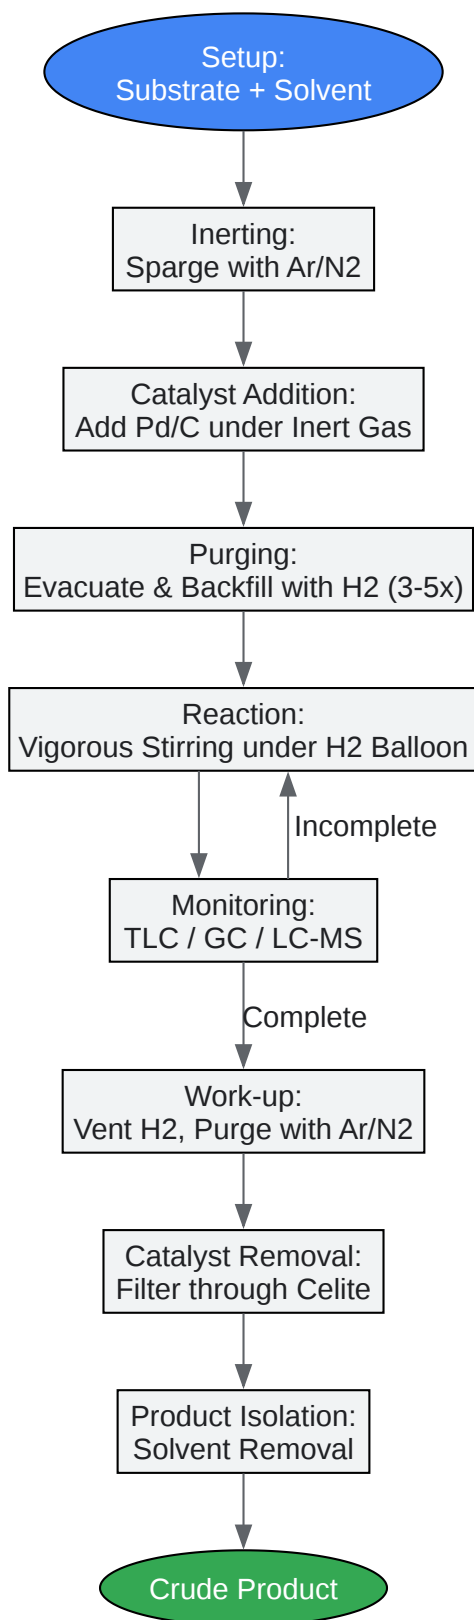 Setup:
Substrate + Solvent
Inerting:
Sparge with Ar/N2
Catalyst Addition:
Add Pd/C under Inert Gas
Purging:
Evacuate & Backfill with H2 (3-5x)
Reaction:
Vigorous Stirring under H2 Balloon
Incomplete
Monitoring:
TLC / GC / LC-MS
Complete
Work-up:
Vent H2, Purge with Ar/N2
Catalyst Removal:
Filter through Celite
Product Isolation:
Solvent Removal
Crude Product